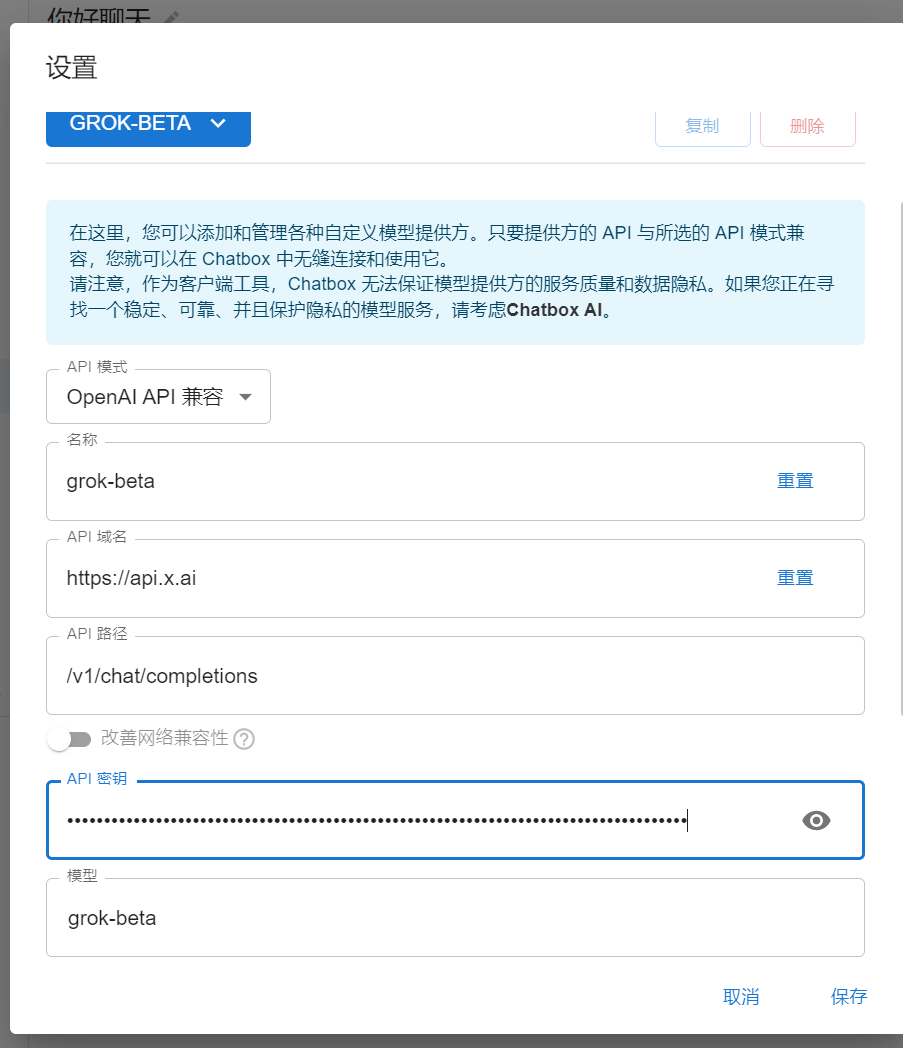 你好聊天
设置
GROK-BETA
复制
删除
在这里，您可以添加和管理各种自定义模型提供方。只要提供方的 API 与所选的 API 模式兼
容，您就可以在 Chatbox 中无缝连接和使用它。
请注意，作为客户端工具，Chatbox 无法保证模型提供方的服务质量和数据隐私。如果您正在寻
找一个稳定、可靠、并且保护隐私的模型服务，请考虑Chatbox AI。
API 模式
OpenAI API 兼容
名称
grok-beta
重置
API 域名
https://api.x.ai
重置
API 路径
/v1/chat/completions
改善网络兼容性
API 密钥
模型
grok-beta
取消
保存